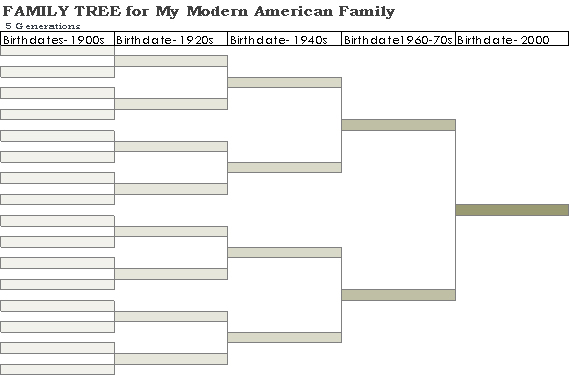 FAMILY TREE for My Modern American Family
5 Generations
Birthdates- 1900s Birthdate- 1920s Birthdate- 1940s Birthdate1960-70s Birthdate- 2000